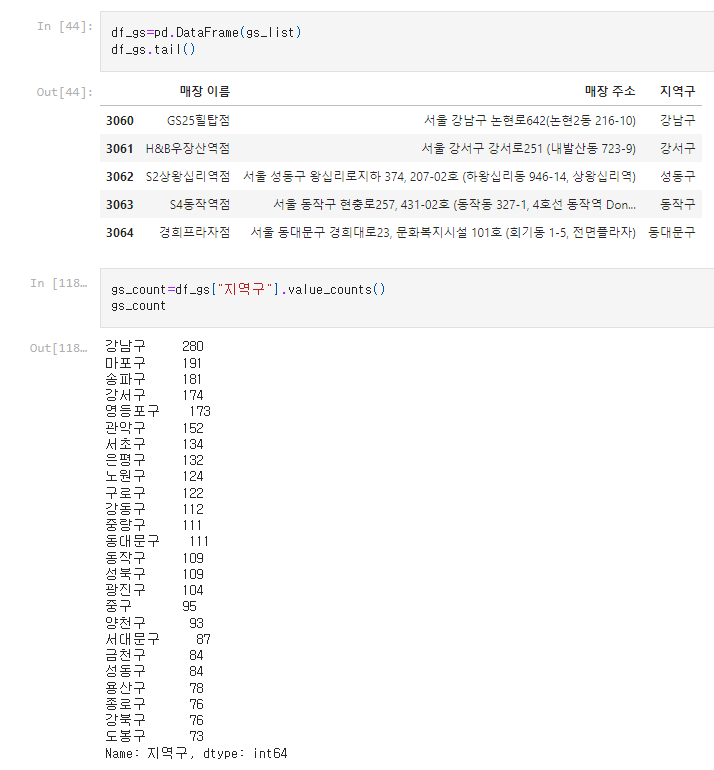 In [44]: df_gs=pd.DataFrame(gs_list)
df_gs.tail()
Out[44]: 매장 이름 매장 주소 지역구
3060 GS25힐탑점 서울 강남구 논현로642(논현2동 216-10) 강남구
3061 H&B우장산역점 서울 강서구 강서로251 (내발산동 723-9) 강서구
3062 S2상왕십리역점 서울 성동구 왕십리로지하 374, 207-02호 (하왕십리동 946-14, 상왕십리역) 성동구
3063 S4동작역점 서울 동작구 현충로257, 431-02호 (동작동 327-1, 4호선 동작역 Don... 동작구
3064 경희프라자점 서울 동대문구 경희대로23, 문화복지시설 101호 (회기동 1-5, 전면플라자) 동대문구
In [118... gs_count=df_gs["지역구"].value_counts()
gs_count
Out[118... 강남구 280
마포구 191
송파구 181
강서구 174
영등포구 173
관악구 152
서초구 134
은평구 132
노원구 124
구로구 122
강동구 112
중랑구 111
동대문구 111
동작구 109
성북구 109
광진구 104
중구 95
양천구 93
서대문구 87
금천구 84
성동구 84
용산구 78
종로구 76
강북구 76
도봉구 73
Name: 지역구, dtype: int64